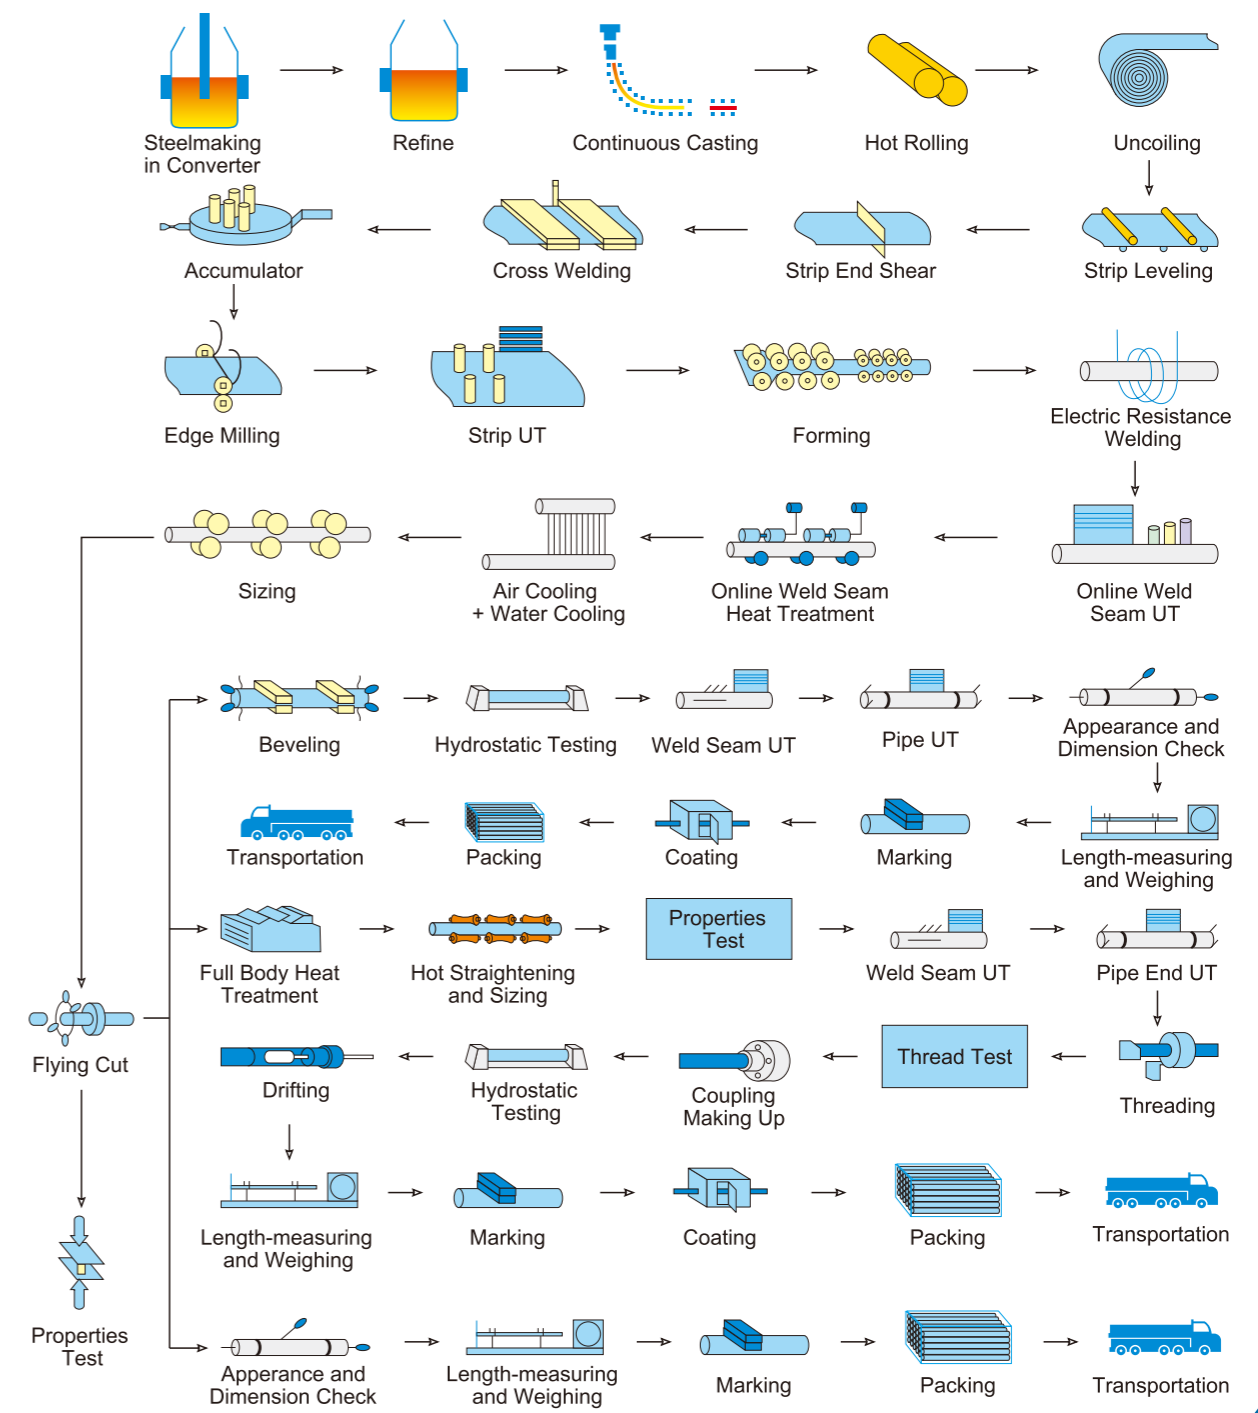 Steelmaking
in Converter
Refine
Continuous Casting
Hot Rolling
Uncoiling
Accumulator
Cross Welding
Strip End Shear
Strip Leveling
Edge Milling
Strip UT
Forming
Electric Resistance
Welding
Sizing
Air Cooling
+ Water Cooling
Online Weld Seam
Heat Treatment
Online Weld
Seam UT
Beveling
Hydrostatic Testing
Weld Seam UT
Pipe UT
Appearance and
Dimension Check
Transportation
Packing
Coating
Marking
Length-measuring
and Weighing
Full Body Heat
Treatment
Hot Straightening
and Sizing
Properties
Test
Weld Seam UT
Pipe End UT
Flying Cut
Drifting
Hydrostatic
Testing
Coupling
Making Up
Thread Test
Threading
Length-measuring
and Weighing
Marking
Coating
Packing
Transportation
Properties
Test
Apperance and
Dimension Check
Length-measuring
and Weighing
Marking
Packing
Transportation